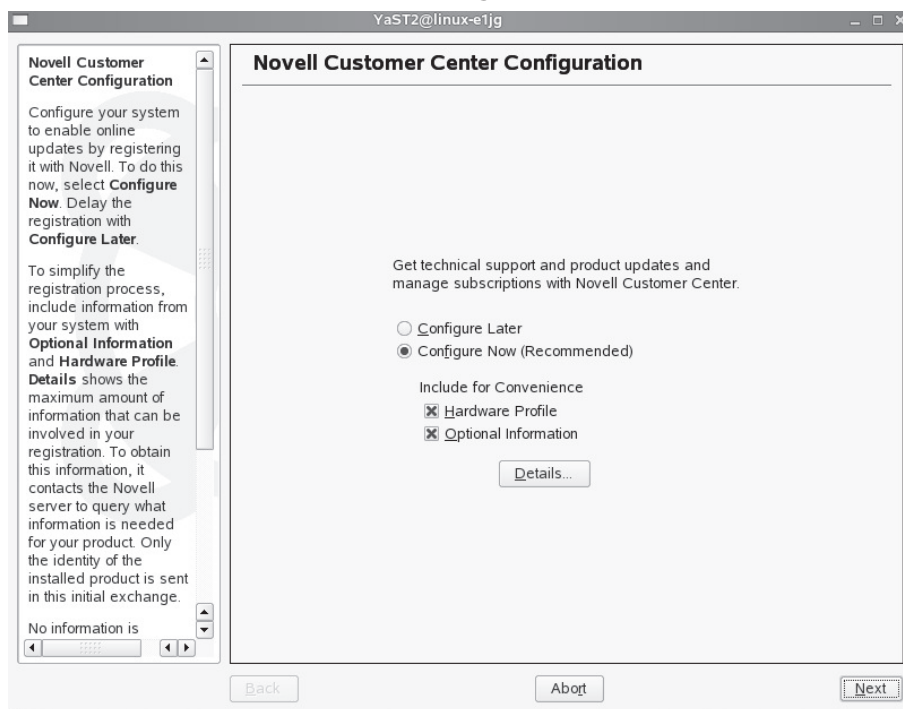 YaST2@linux-e1jg
Novell Customer
Center Configuration
Configure your system
to enable online
updates by registering
it with Novell. To do this
now, select Configure
Now. Delay the
registration with
Configure Later.
To simplify the
registration process,
include information from
your system with
Optional Information
and Hardware Profile.
Details shows the
maximum amount of
information that can be
involved in your
registration. To obtain
this information, it
contacts the Novell
server to query what
information is needed
for your product. Only
the identity of the
installed product is sent
in this initial exchange.
No information is
Novell Customer Center Configuration
Get technical support and product updates and
manage subscriptions with Novell Customer Center.
Configure Later
Configure Now (Recommended)
Include for Convenience
Hardware Profile
Optional Information
Details...
Back
Abort
Next